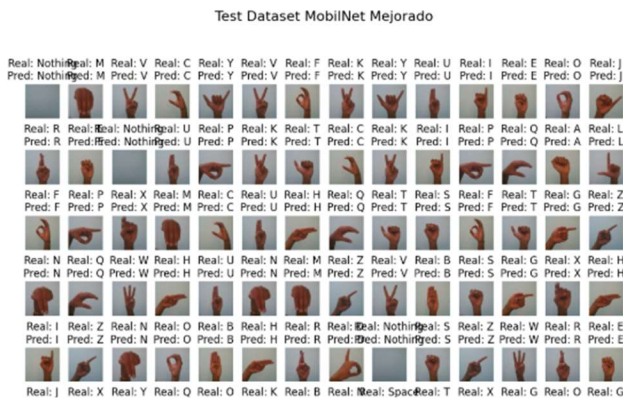 Test Dataset MobilNet Mejorado
Real: Nothing Real: M Real: V Real: C Real: Y Real: V Real: F Real: K Real: Y Real: U Real: I Real: E Real: O Real: J
Pred: Nothing Pred: M Pred: V Pred: C Pred: Y Pred: V Pred: F Pred: K Pred: Y Pred: U Pred: I Pred: E Pred: O Pred: J
Real: R Real: E Real: Nothing Real: U Real: P Real: K Real: T Real: C Real: K Real: I Real: P Real: Q Real: A Real: L
Pred: R Pred: E Pred: Nothing Pred: U Pred: P Pred: K Pred: T Pred: C Pred: K Pred: I Pred: P Pred: Q Pred: A Pred: L
Real: F Real: P Real: X Real: M Real: C Real: U Real: H Real: Q Real: T Real: S Real: F Real: T Real: G Real: Z
Pred: F Pred: P Pred: X Pred: M Pred: C Pred: U Pred: H Pred: Q Pred: T Pred: S Pred: F Pred: T Pred: G Pred: Z
Real: N Real: Q Real: W Real: H Real: U Real: N Real: M Real: Z Real: V Real: B Real: S Real: G Real: X Real: H
Pred: N Pred: Q Pred: W Pred: H Pred: U Pred: N Pred: M Pred: Z Pred: V Pred: B Pred: S Pred: G Pred: X Pred: H
Real: I Real: Z Real: N Real: O Real: B Real: H Real: R Real: D Real: Nothing Real: S Real: Z Real: W Real: R Real: E
Pred: I Pred: Z Pred: N Pred: O Pred: B Pred: H Pred: R Pred: D Pred: Nothing Pred: S Pred: Z Pred: W Pred: R Pred: E
Real: J Real: X Real: Y Real: Q Real: O Real: K Real: B Real: Real: Space Real: T Real: X Real: G Real: O Real: G